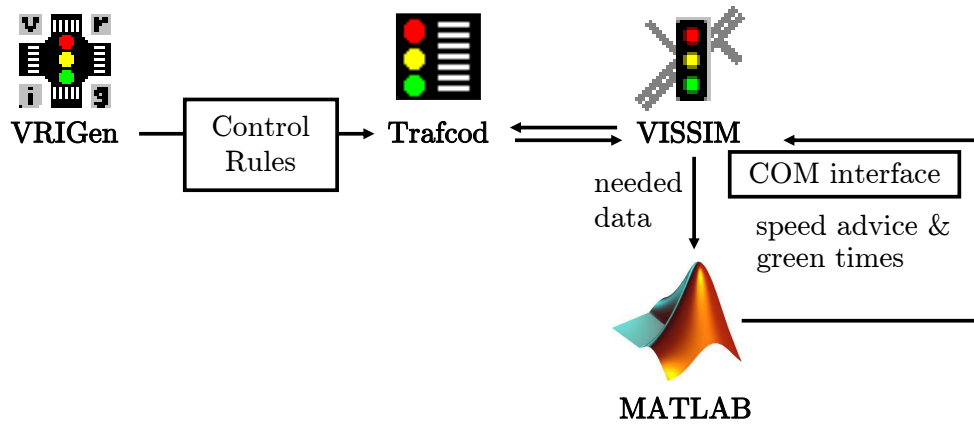 v r
i g
VRIGen
Control
Rules
Trafcod
VISSIM
needed
data
COM interface
speed advice &
green times
MATLAB